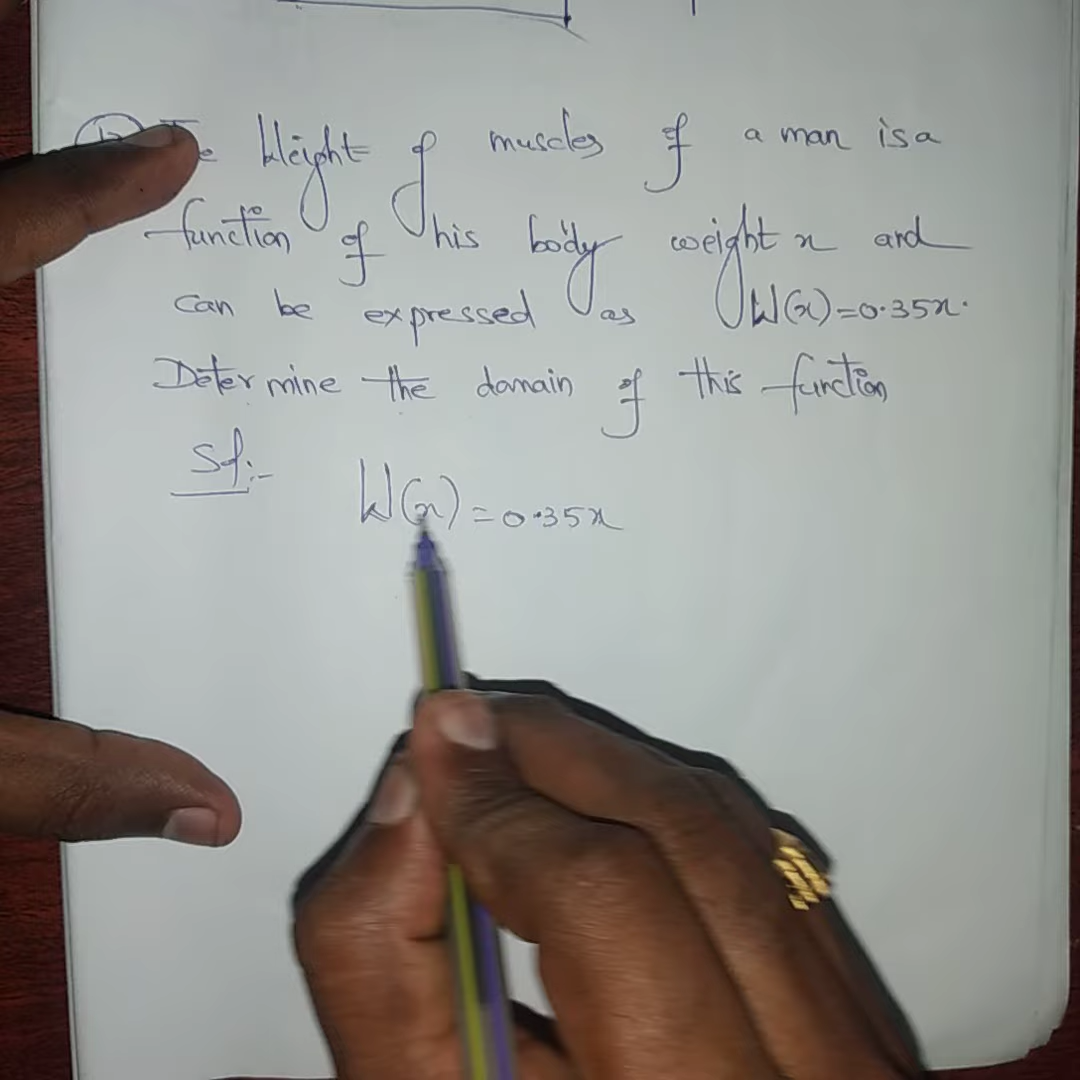 Weight of muscles of a man is a
function of his body weight x and
can be expressed as W(x)=0.35x.
Determine the domain of this function
Sol:-
W(x) = 0.35x